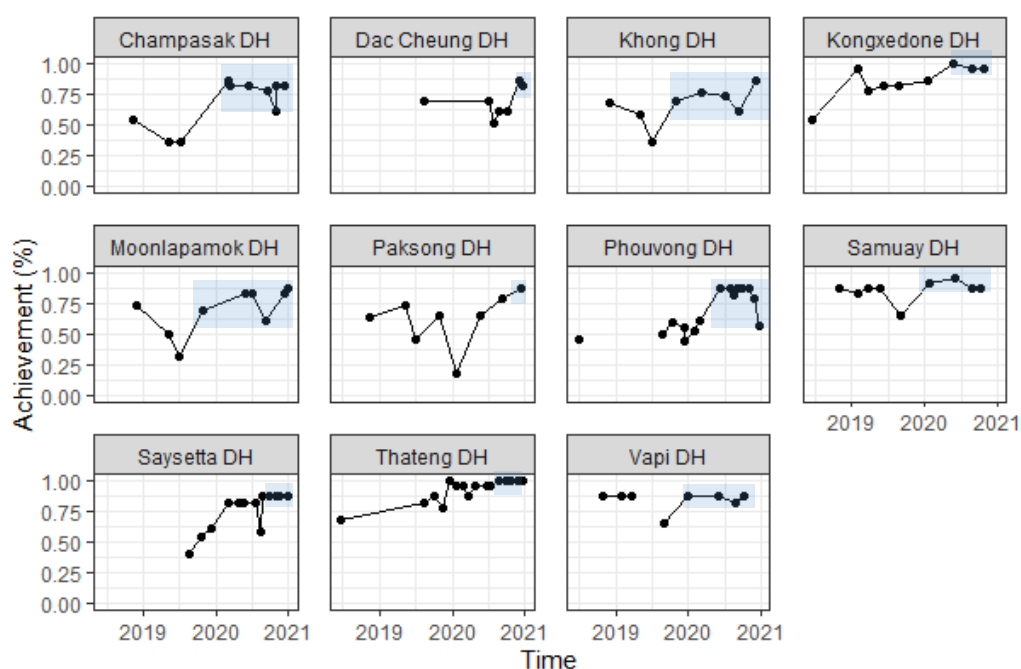 Champasak DH
Dac Cheung DH
Khong DH
Kongxedone DH
1.00
0.75
0.50
0.25
0.00
Achievement (%)
Moonlapamok DH
Paksong DH
Phouvong DH
Samuay DH
1.00
0.75
0.50
0.25
0.00
2019 2020 2021
Saysetta DH
Thateng DH
Vapi DH
1.00
0.75
0.50
0.25
0.00
2019 2020 2021
2019 2020 2021
2019 2020 2021
Time